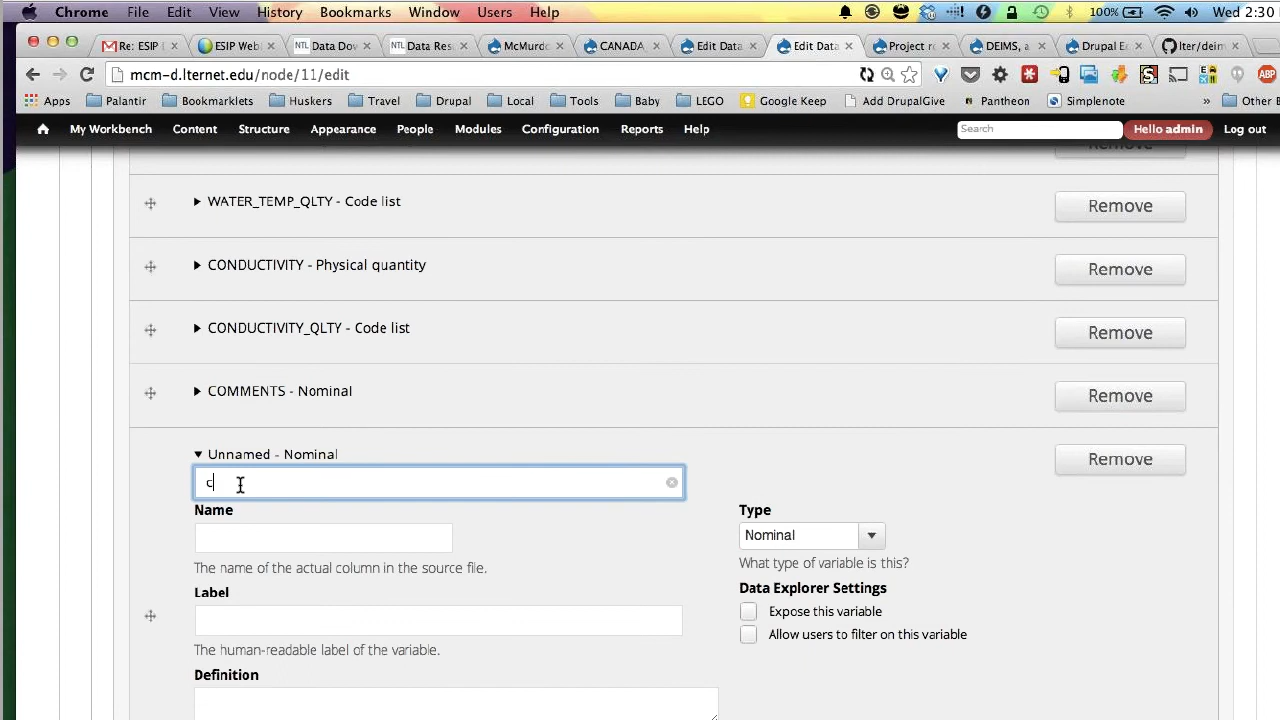 Chrome File Edit View History Bookmarks Window Users Help 100% Wed 2:30
Re: ESIP ESIP Web NTL Data Dov NTL Data Res McMurdo CANADA Edit Data Edit Data Project re DEIMS, a Drupal E lter/deim
mcm-d.lternet.edu/node/11/edit
Apps Palantir Bookmarklets Huskers Travel Drupal Local Tools Baby LEGO Google Keep Add DrupalGive Pantheon Simplenote » Other B
My Workbench Content Structure Appearance People Modules Configuration Reports Help Search Hello admin Log out
Remove
WATER_TEMP_QLTY - Code list Remove
CONDUCTIVITY - Physical quantity Remove
CONDUCTIVITY_QLTY - Code list Remove
COMMENTS - Nominal Remove
Unnamed - Nominal Remove
c
Name Type
Nominal
The name of the actual column in the source file. What type of variable is this?
Label Data Explorer Settings
Expose this variable
Allow users to filter on this variable
The human-readable label of the variable.
Definition